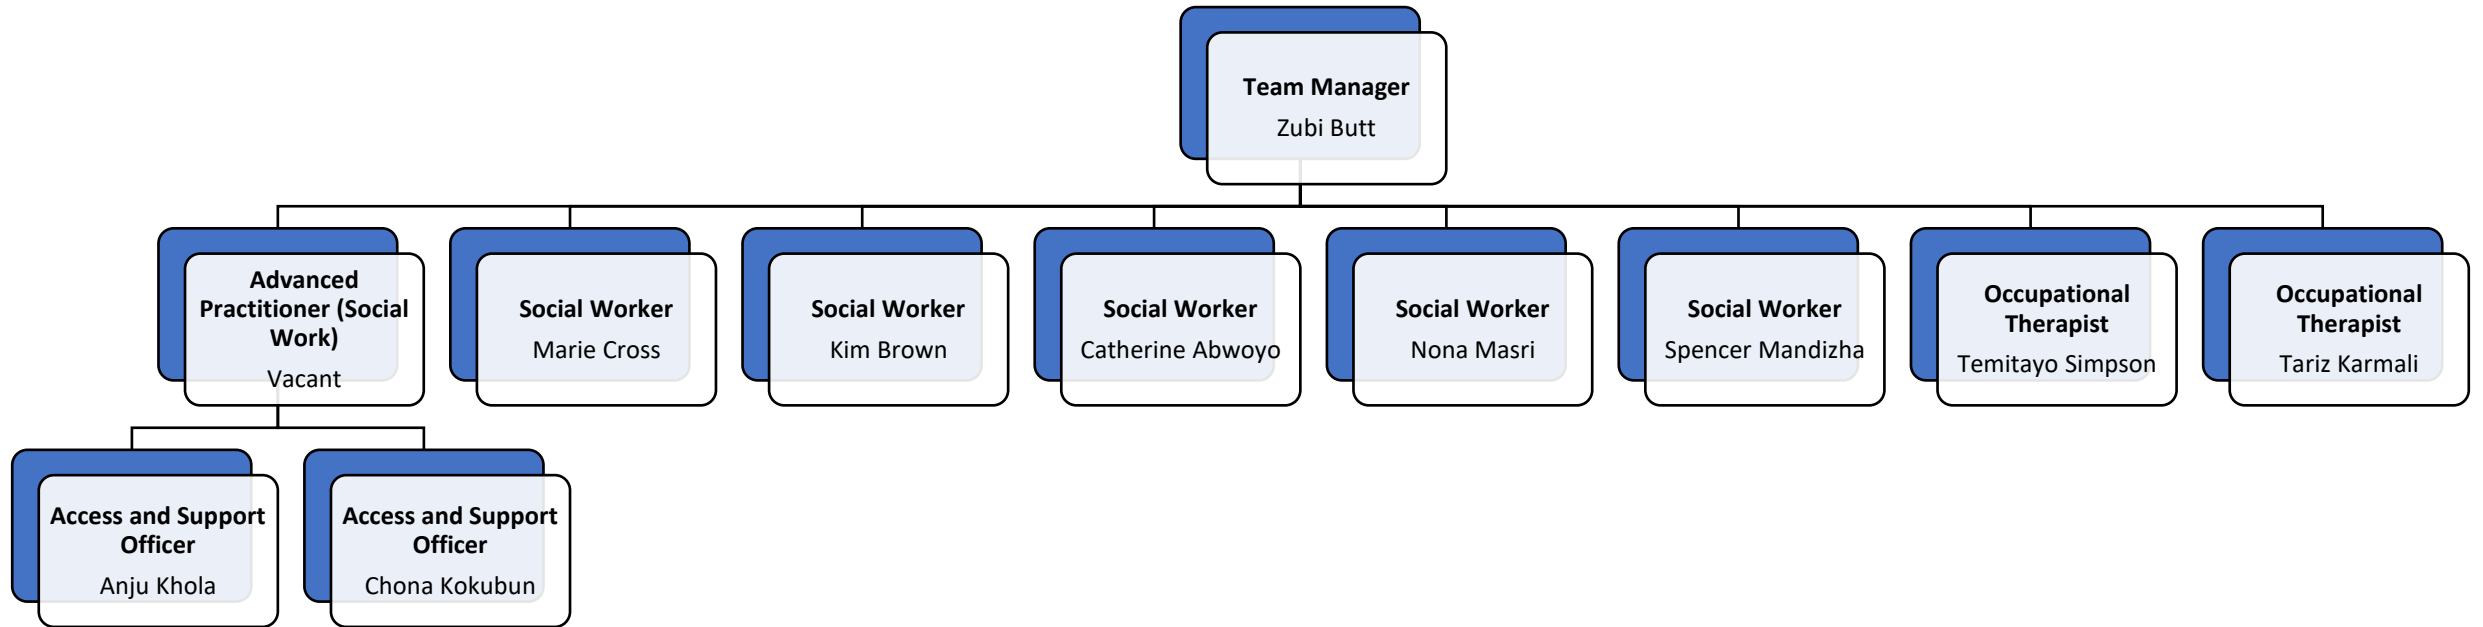 Team Manager
Zubi Butt
Advanced
Practitioner (Social
Work)
Vacant
Social Worker
Marie Cross
Social Worker
Kim Brown
Social Worker
Catherine Abwoyo
Social Worker
Nona Masri
Social Worker
Spencer Mandizha
Occupational
Therapist
Temitayo Simpson
Occupational
Therapist
Tariz Karmali
Access and Support
Officer
Anju Khola
Access and Support
Officer
Chona Kokubun